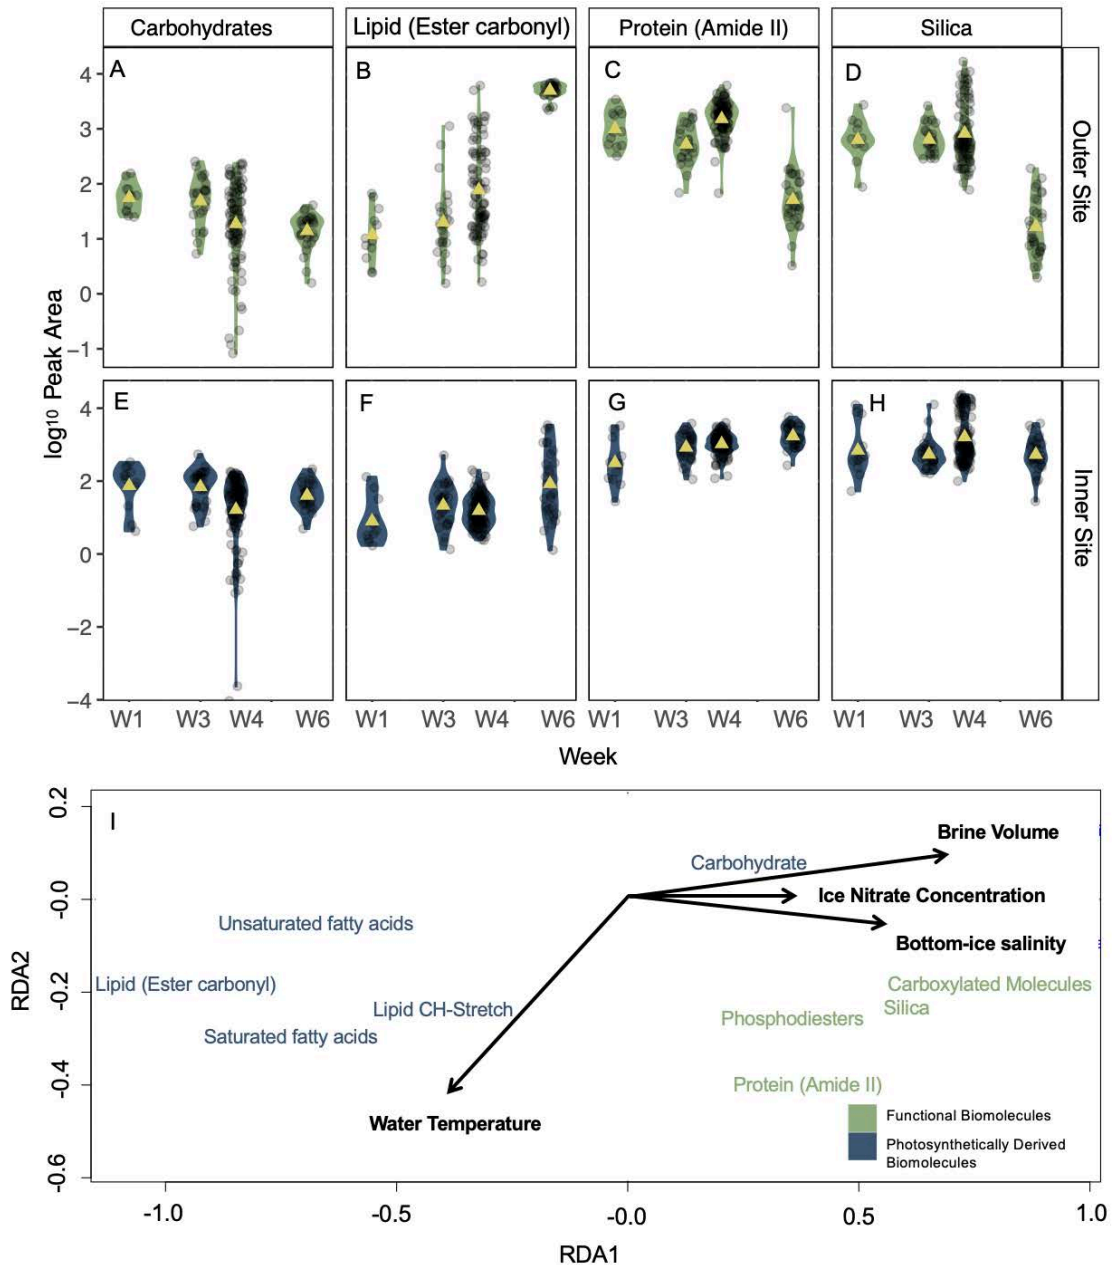 Carbohydrates
Lipid (Ester carbonyl)
Protein (Amide II)
Silica
A
B
C
D
4
3
2
1
0
−1
Outer Site
log¹⁰ Peak Area
E
F
G
H
4
2
0
−2
−4
Inner Site
W1 W3 W4 W6
W1 W3 W4 W6
W1 W3 W4 W6
W1 W3 W4 W6
Week
I
0.2
-0.0
-0.2
-0.4
-0.6
RDA2
Brine Volume
Carbohydrate
Ice Nitrate Concentration
Unsaturated fatty acids
Bottom-ice salinity
Lipid (Ester carbonyl)
Carboxylated Molecules
Lipid CH-Stretch
Silica
Phosphodiesters
Saturated fatty acids
Protein (Amide II)
Water Temperature
Functional Biomolecules
Photosynthetically Derived
Biomolecules
-1.0
-0.5
-0.0
0.5
1.0
RDA1